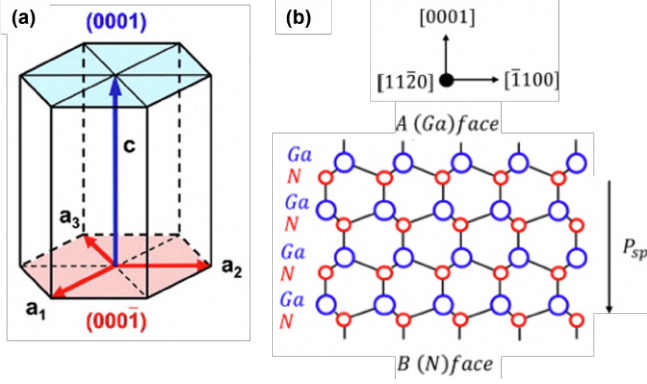 (a)
(0001)
c
a₃
a₂
a₁
(0001̄)
(b)
[0001]
[112̄0]
[1̄100]
A (Ga)face
Ga
N
Ga
N
Ga
N
Ga
N
Pₛₚ
B (N)face